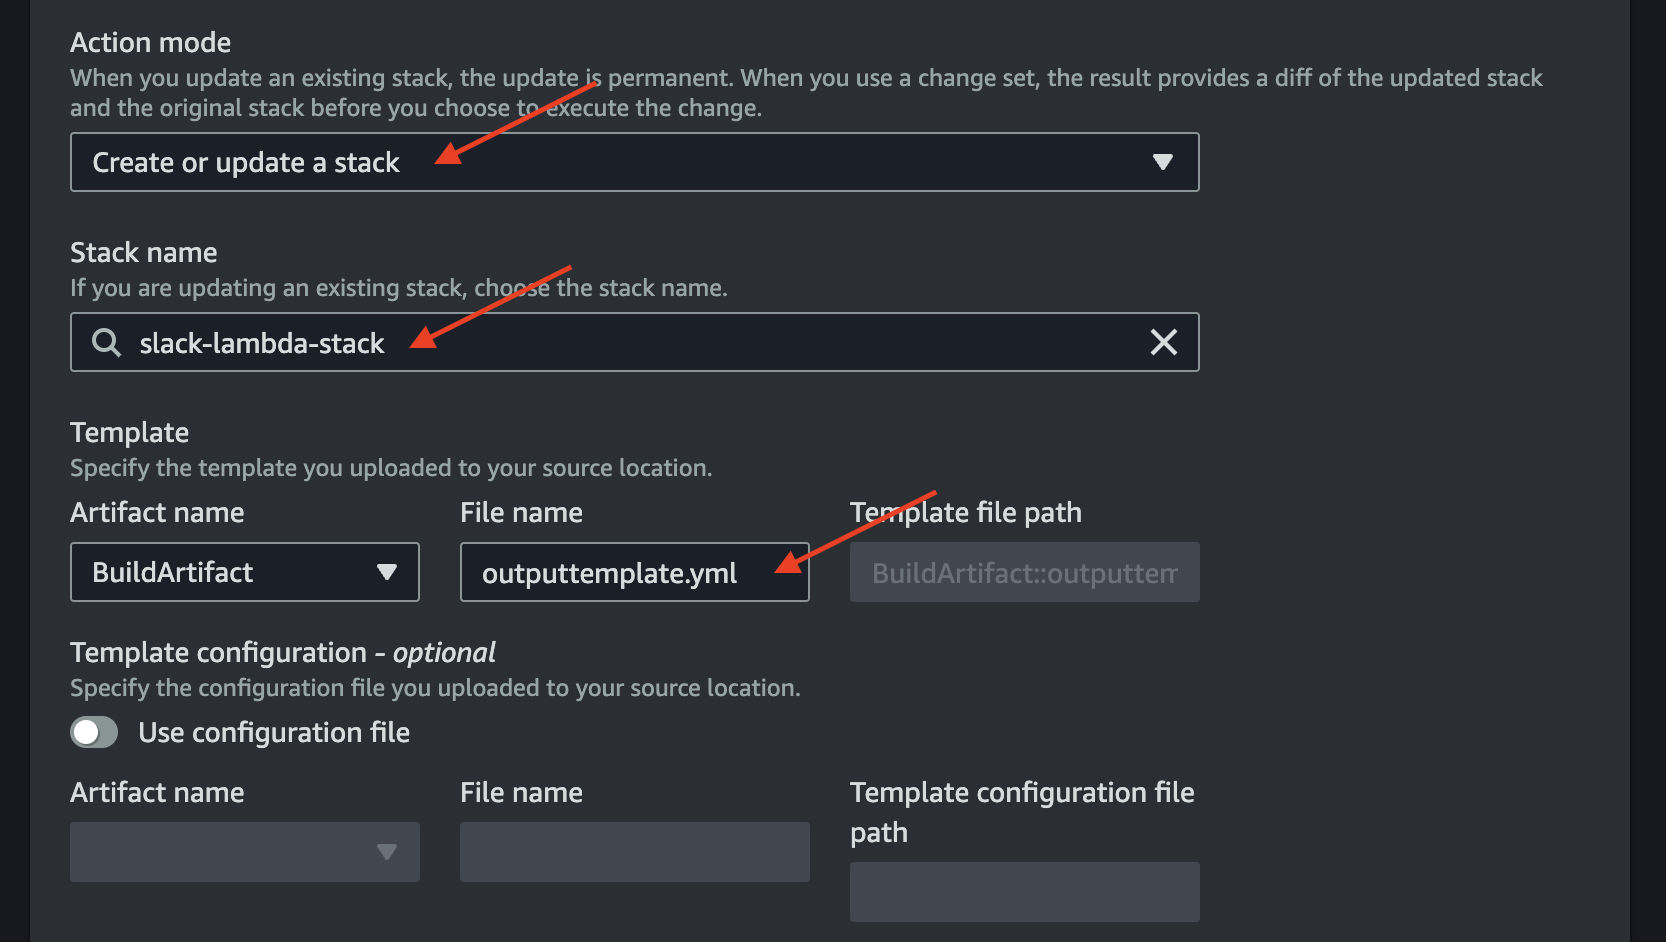 Action mode
When you update an existing stack, the update is permanent. When you use a change set, the result provides a diff of the updated stack
and the original stack before you choose to execute the change.
Create or update a stack
Stack name
If you are updating an existing stack, choose the stack name.
slack-lambda-stack
Template
Specify the template you uploaded to your source location.
Artifact name File name Template file path
BuildArtifact outputtemplate.yml BuildArtifact::outputtem
Template configuration - optional
Specify the configuration file you uploaded to your source location.
Use configuration file
Artifact name File name Template configuration file
path